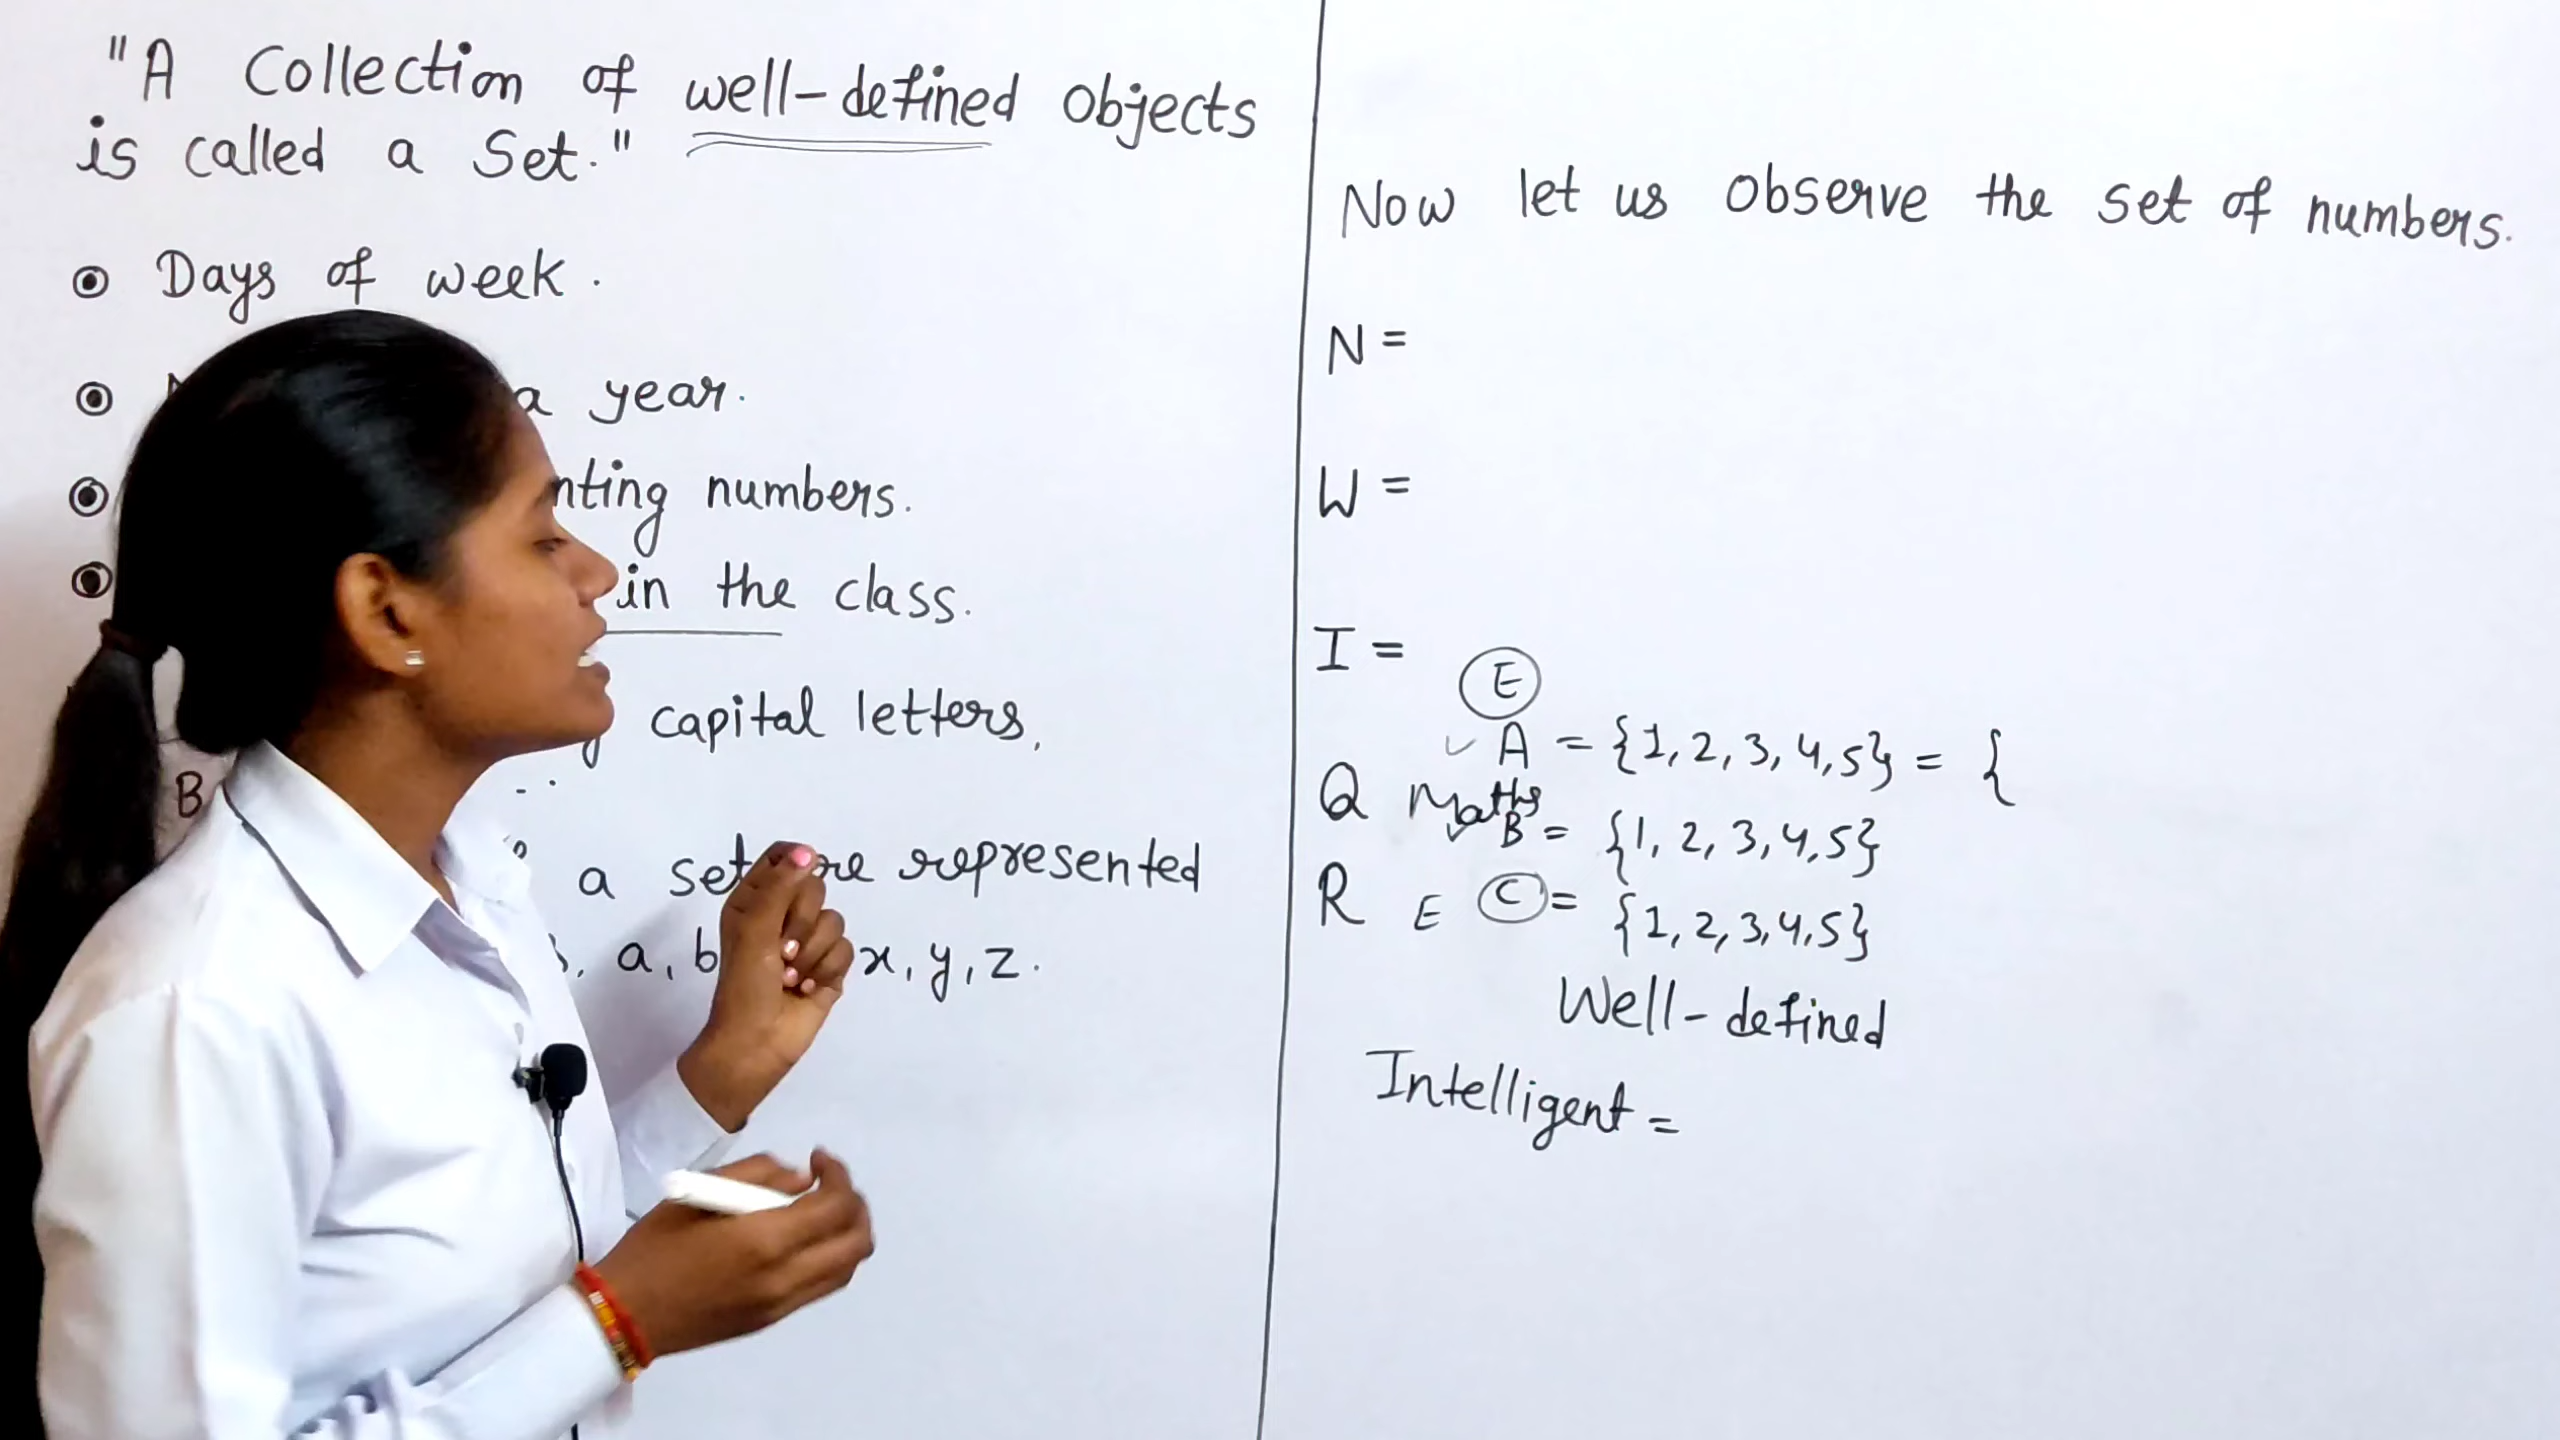 "A Collection of well-defined objects
is called a Set."
Days of week.
a year.
numbers.
in the class.
capital letters,
B
a set represented
a, b x, y, z.
Now let us observe the set of numbers.
N =
W =
I =
E
A = {1, 2, 3, 4, 5} = {
Q Maths
B = {1, 2, 3, 4, 5}
R E C = {1, 2, 3, 4, 5}
Well-defined
Intelligent =